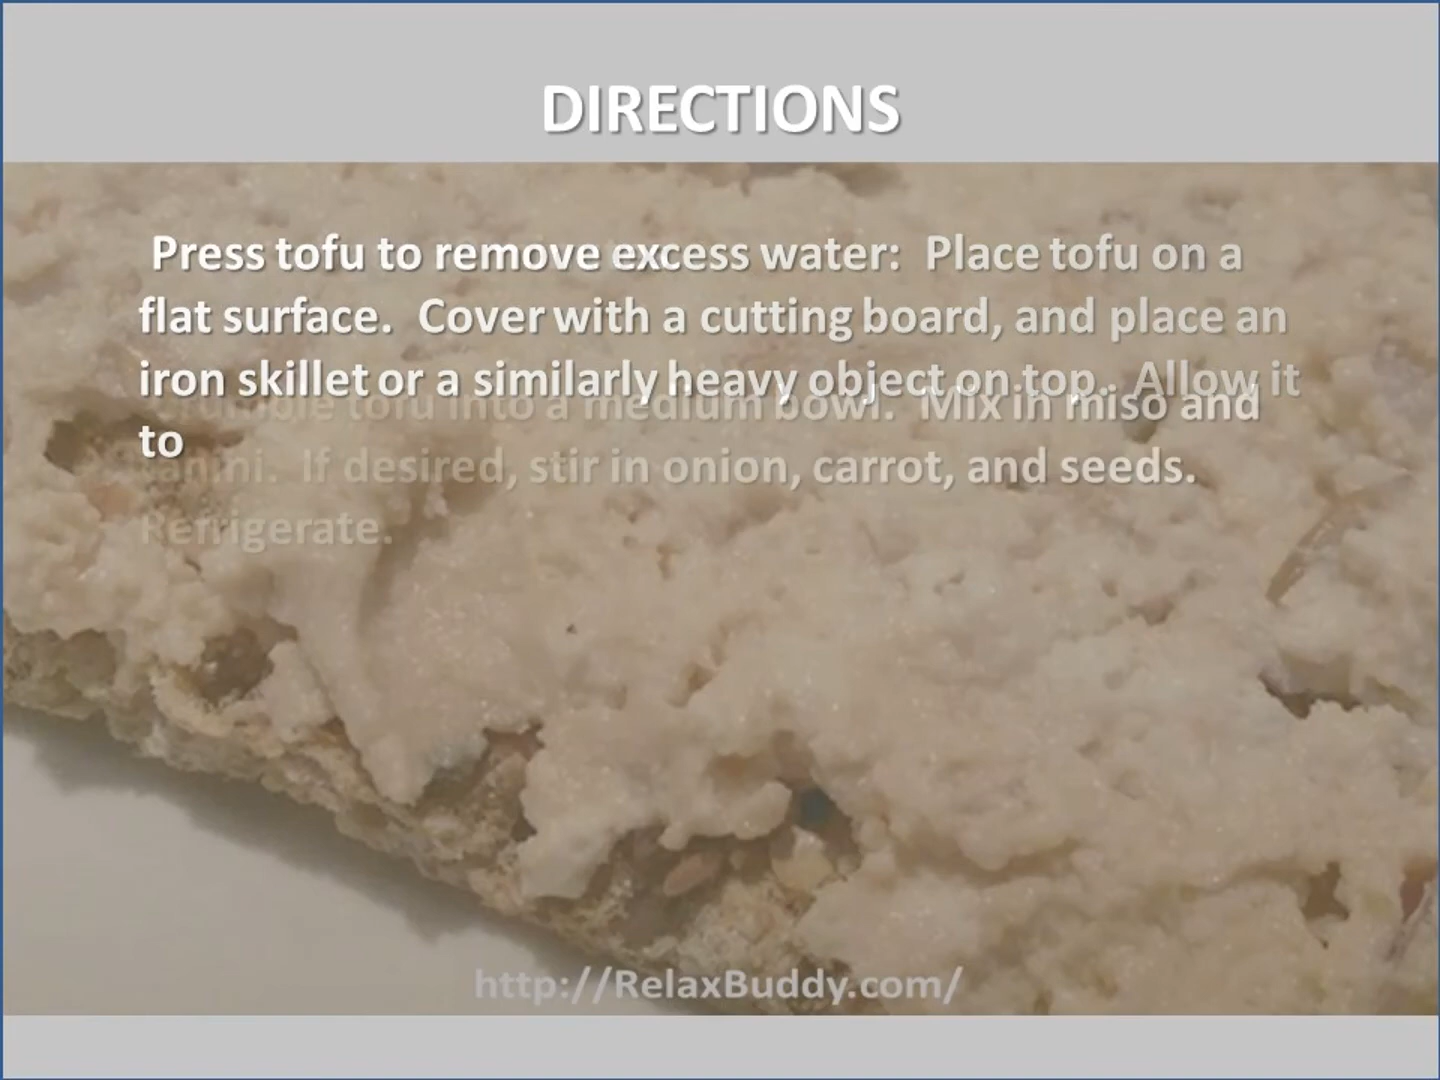 DIRECTIONS
Press tofu to remove excess water: Place tofu on a
flat surface. Cover with a cutting board, and place an
iron skillet or a similarly heavy object on top. Allow it
to
tofu into a medium bowl. Mix in miso and
tahini. If desired, stir in onion, carrot, and seeds.
Refrigerate.
http://RelaxBuddy.com/